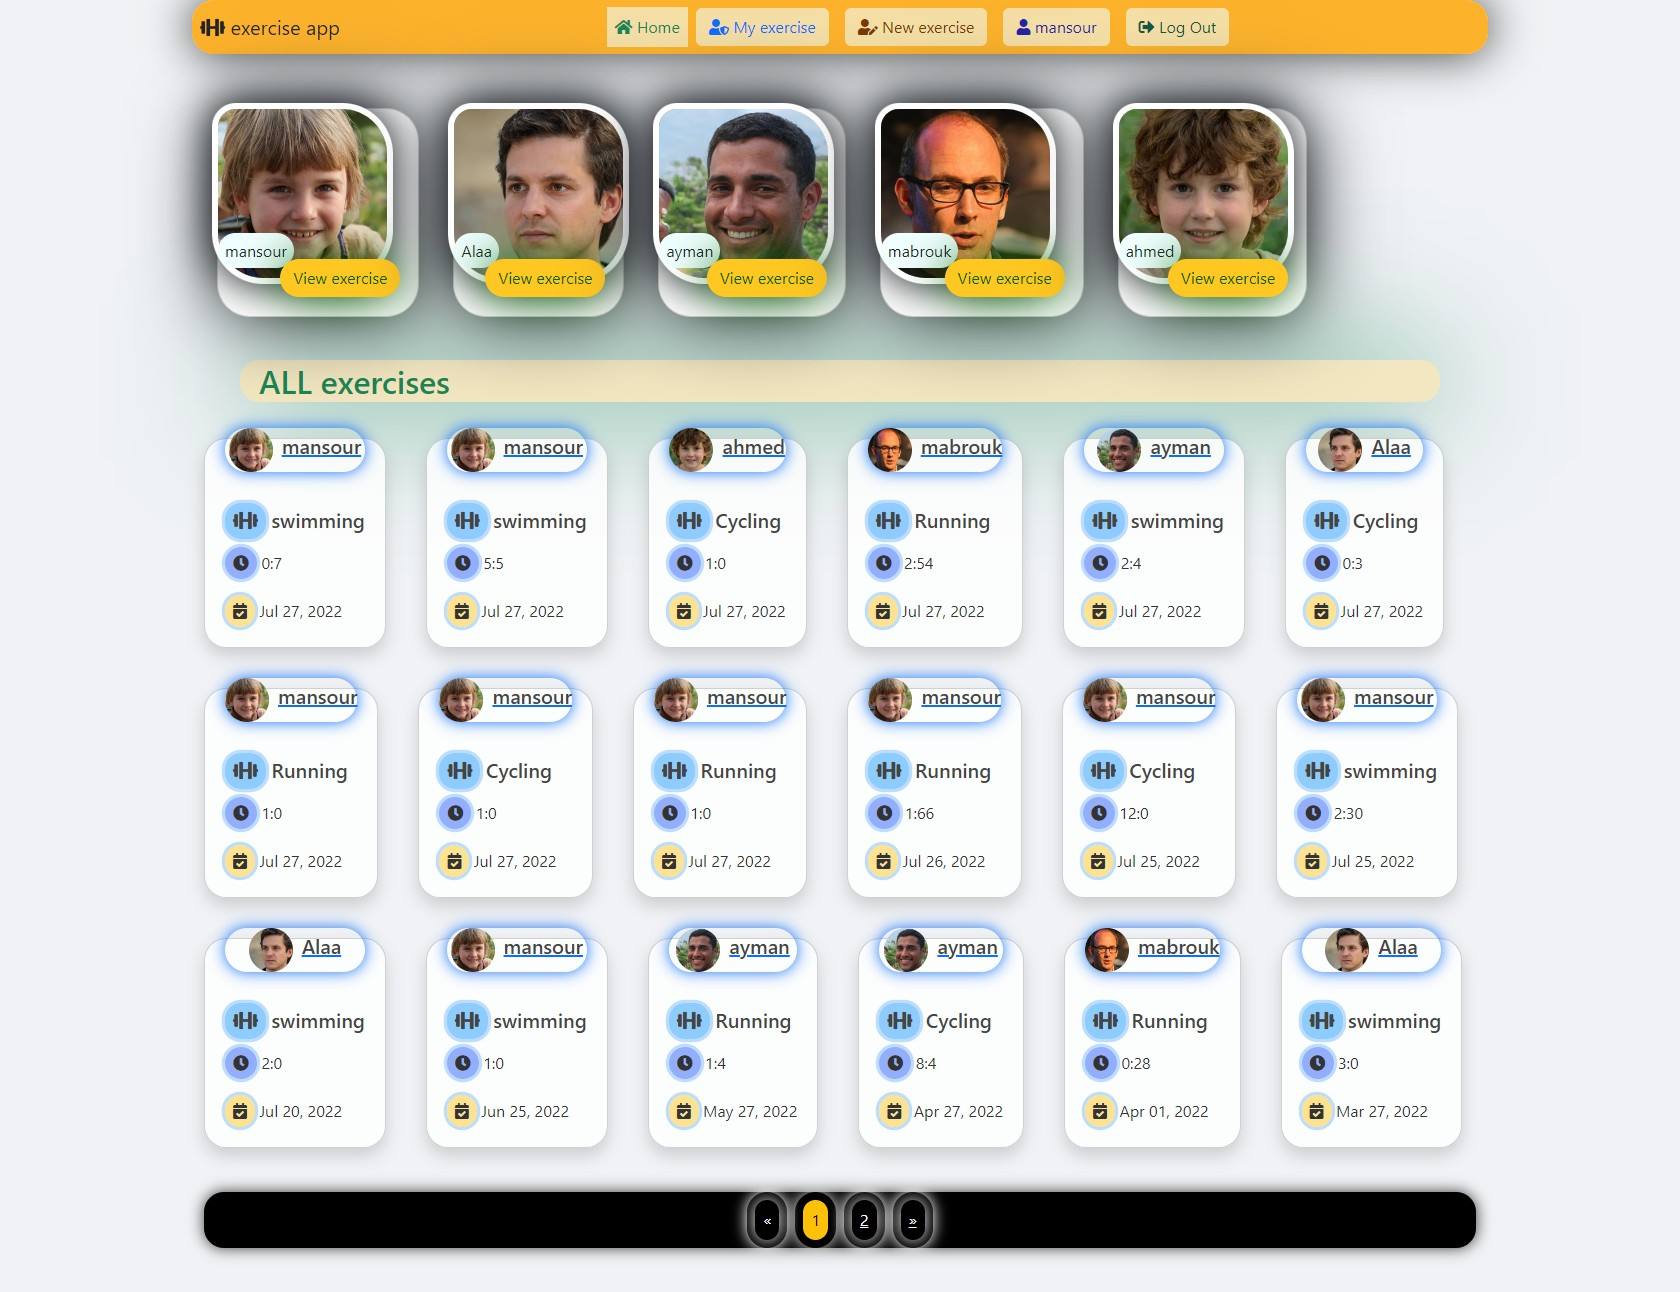 exercise app Home My exercise New exercise mansour Log Out
mansour Alaa ayman mabrouk ahmed
View exercise View exercise View exercise View exercise View exercise
ALL exercises
mansour mansour ahmed mabrouk ayman Alaa
swimming swimming Cycling Running swimming Cycling
0:7 5:5 1:0 2:54 2:4 0:3
Jul 27, 2022 Jul 27, 2022 Jul 27, 2022 Jul 27, 2022 Jul 27, 2022 Jul 27, 2022
mansour mansour mansour mansour mansour mansour
Running Cycling Running Running Cycling swimming
1:0 1:0 1:0 1:66 12:0 2:30
Jul 27, 2022 Jul 27, 2022 Jul 27, 2022 Jul 26, 2022 Jul 25, 2022 Jul 25, 2022
Alaa mansour ayman ayman mabrouk Alaa
swimming swimming Running Cycling Running swimming
2:0 1:0 1:4 8:4 0:28 3:0
Jul 20, 2022 Jun 25, 2022 May 27, 2022 Apr 27, 2022 Apr 01, 2022 Mar 27, 2022
« 1 2 »